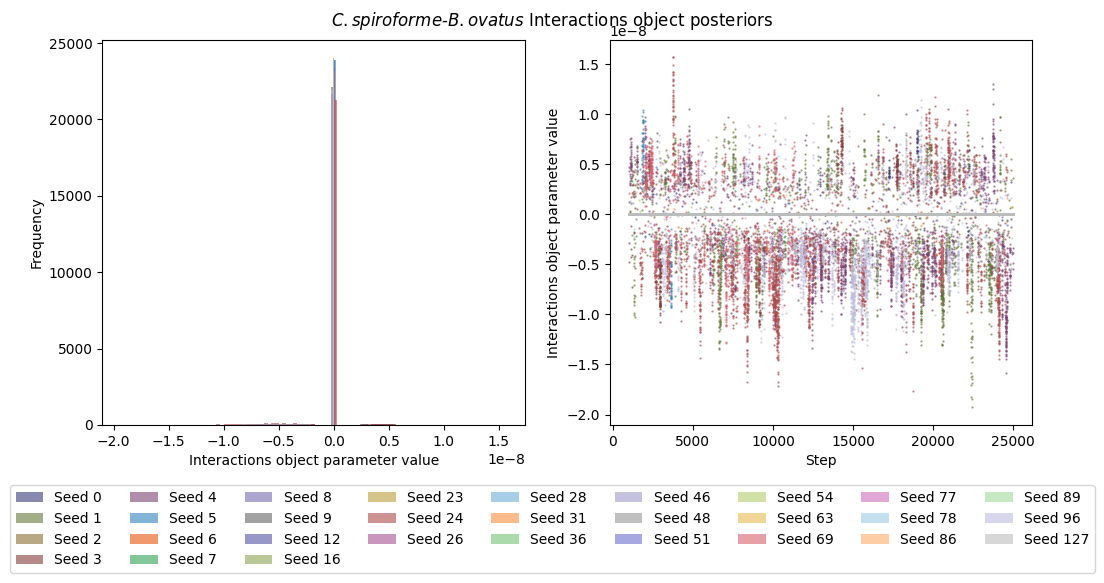 C. spiroforme-B. ovatus Interactions object posteriors
25000
20000
15000
10000
5000
0
Frequency
−2.0 −1.5 −1.0 −0.5 0.0 0.5 1.0 1.5
1e−8
Interactions object parameter value
1e−8
1.5
1.0
0.5
0.0
−0.5
−1.0
−1.5
−2.0
Interactions object parameter value
0 5000 10000 15000 20000 25000
Step
Seed 0 Seed 4 Seed 8 Seed 23 Seed 28 Seed 46 Seed 54 Seed 77 Seed 89
Seed 1 Seed 5 Seed 9 Seed 24 Seed 31 Seed 48 Seed 63 Seed 78 Seed 96
Seed 2 Seed 6 Seed 12 Seed 26 Seed 36 Seed 51 Seed 69 Seed 86 Seed 127
Seed 3 Seed 7 Seed 16